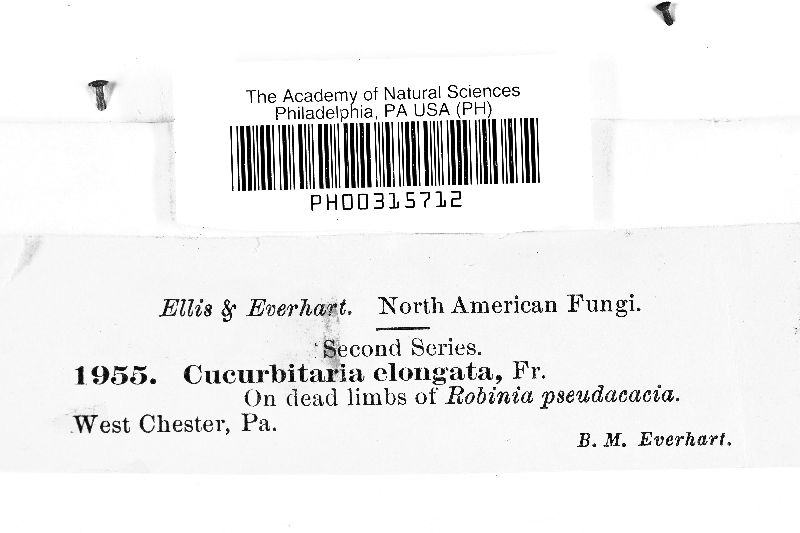 The Academy of Natural Sciences
Philadelphia, PA USA (PH)
PH00315712
Ellis & Everhart. North American Fungi.
Second Series.
1955. Cucurbitaria elongata, Fr.
On dead limbs of Robinia pseudacacia.
West Chester, Pa.
B. M. Everhart.